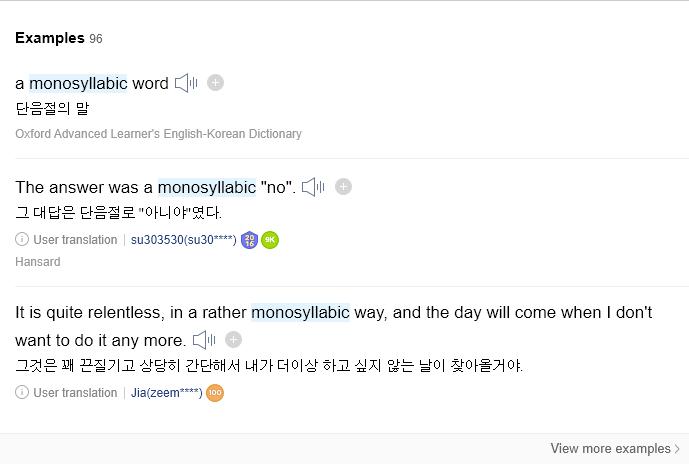 Examples 96
a monosyllabic word
단음절의 말
Oxford Advanced Learner's English-Korean Dictionary
The answer was a monosyllabic "no".
그 대답은 단음절로 "아니야"였다.
User translation | su303530(su30****) 2016 9K
Hansard
It is quite relentless, in a rather monosyllabic way, and the day will come when I don't
want to do it any more.
그것은 꽤 끈질기고 상당히 간단해서 내가 더이상 하고 싶지 않는 날이 찾아올거야.
User translation | Jia(zeem****) 100
View more examples